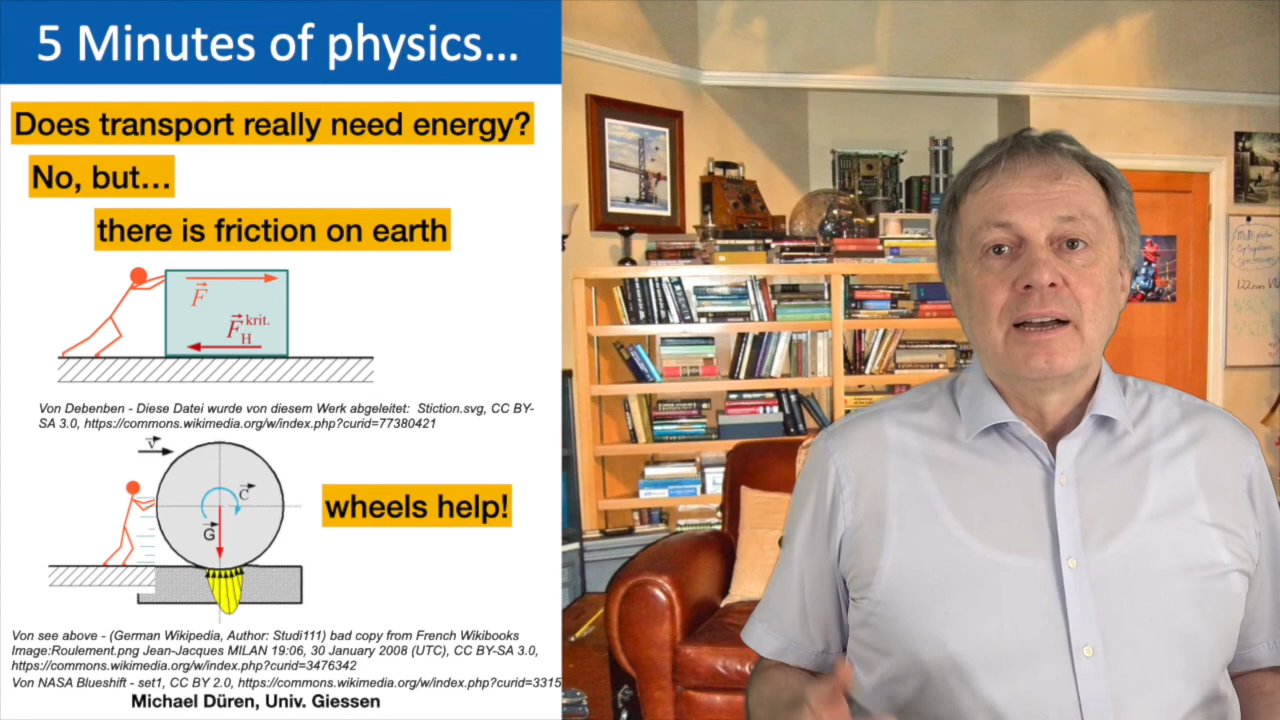 5 Minutes of physics...
Does transport really need energy?
No, but...
there is friction on earth
F
F krit. H
Von Debenben - Diese Datei wurde von diesem Werk abgeleitet: Stiction.svg, CC BY-
SA 3.0, https://commons.wikimedia.org/w/index.php?curid=77380421
v
C
G
wheels help!
Von see above - (German Wikipedia, Author: Studi111) bad copy from French Wikibooks
Image:Roulement.png Jean-Jacques MILAN 19:06, 30 January 2008 (UTC), CC BY-SA 3.0,
https://commons.wikimedia.org/w/index.php?curid=3476342
Von NASA Blueshift - set1, CC BY 2.0, https://commons.wikimedia.org/w/index.php?curid=3315
Michael Düren, Univ. Giessen